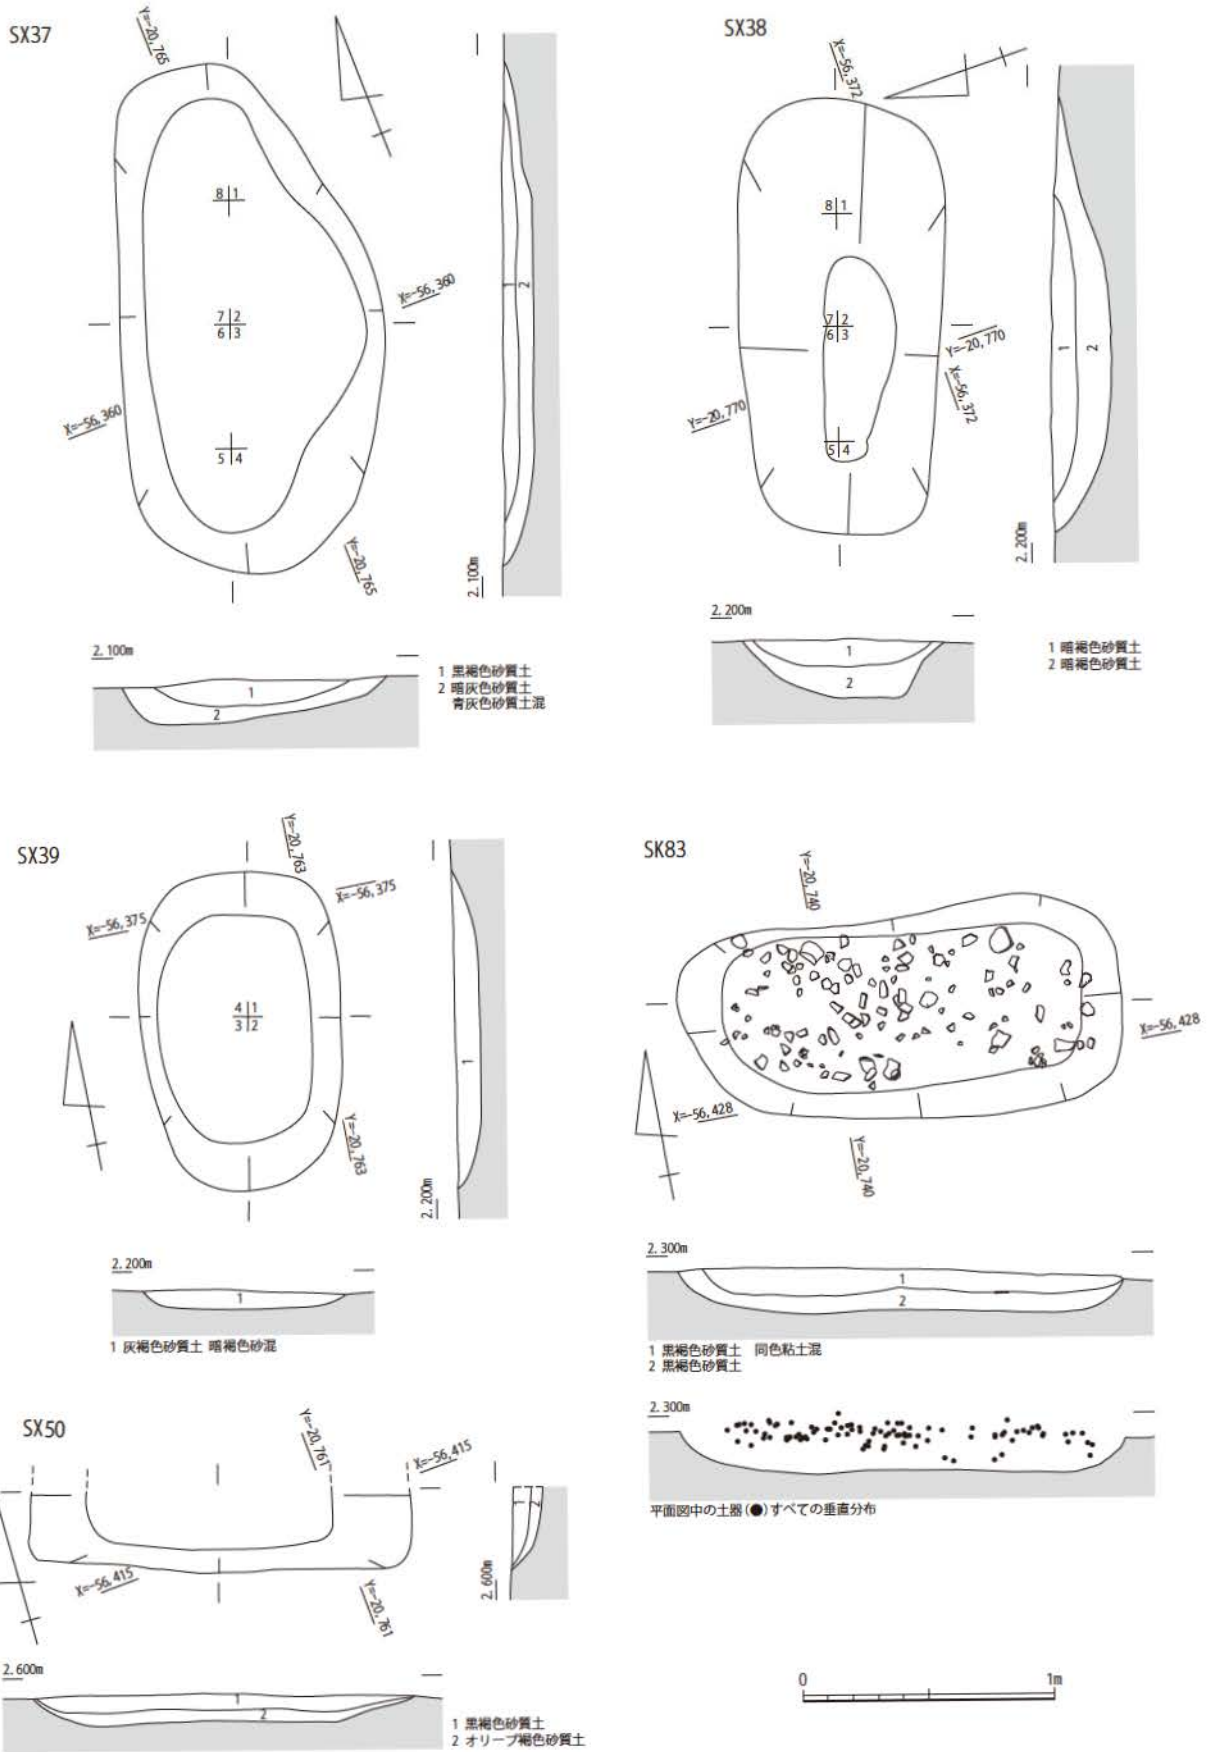 SX37
Y=-20,765
8 1
7 2
6 3
5 4
X=-56,360
X=-56,360
Y=-20,765
1
2
2.100m
2.100m
1
2
1 黒褐色砂質土
2 暗灰色砂質土
青灰色砂質土混
SX38
X=-56,372
8 1
7 2
6 3
5 4
Y=-20,770
X=-56,372
Y=-20,770
1
2
2.200m
2.200m
1
2
1 暗褐色砂質土
2 暗褐色砂質土
SX39
Y=-20,763
X=-56,375
X=-56,375
4 1
3 2
Y=-20,763
1
2.200m
2.200m
1
1 灰褐色砂質土 暗褐色砂混
SK83
Y=-20,740
X=-56,428
X=-56,428
Y=-20,740
2.300m
1
2
1 黒褐色砂質土 同色粘土混
2 黒褐色砂質土
2.300m
平面図中の土器(●)すべての垂直分布
SX50
Y=-20,761
X=-56,415
X=-56,415
Y=-20,761
1
2
2.600m
2.600m
1
2
1 黒褐色砂質土
2 オリーブ褐色砂質土
0 1m